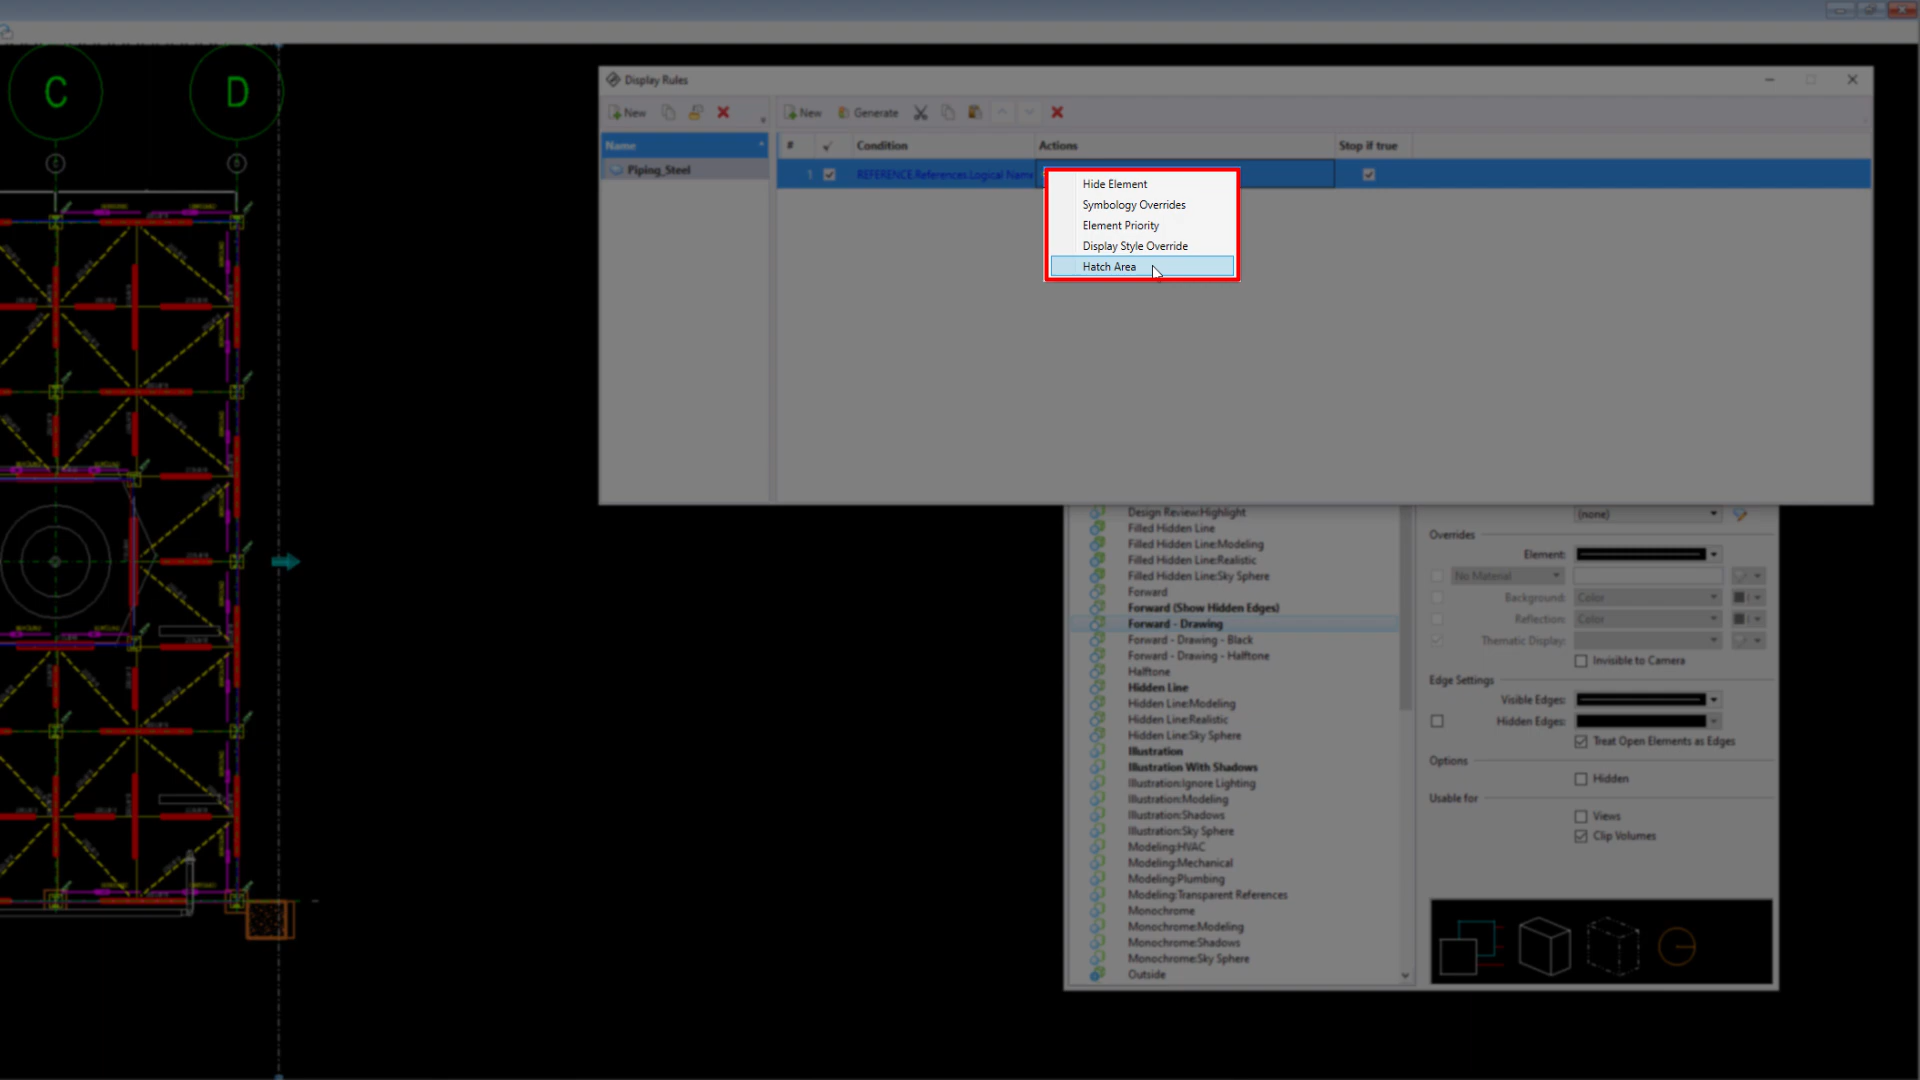 C
D
C
D
Display Rules
New
New
Generate
Name
#
Condition
Actions
Stop if true
Piping_Steel
1
REFERENCE.References.Logical Name
Hide Element
Symbology Overrides
Element Priority
Display Style Override
Hatch Area
Design Review:Highlight
Filled Hidden Line
Filled Hidden Line:Modeling
Filled Hidden Line:Realistic
Filled Hidden Line:Sky Sphere
Forward
Forward (Show Hidden Edges)
Forward - Drawing
Forward - Drawing - Black
Forward - Drawing - Halftone
Halftone
Hidden Line
Hidden Line:Modeling
Hidden Line:Realistic
Hidden Line:Sky Sphere
Illustration
Illustration With Shadows
Illustration:Ignore Lighting
Illustration:Modeling
Illustration:Shadows
Illustration:Sky Sphere
Modeling:HVAC
Modeling:Mechanical
Modeling:Plumbing
Modeling:Transparent References
Monochrome
Monochrome:Modeling
Monochrome:Shadows
Monochrome:Sky Sphere
Outside
(none)
Overrides
Element:
No Material
Background: Color
Reflection: Color
Thematic Display:
Invisible to Camera
Edge Settings
Visible Edges:
Hidden Edges:
Treat Open Elements as Edges
Options
Hidden
Usable for
Views
Clip Volumes